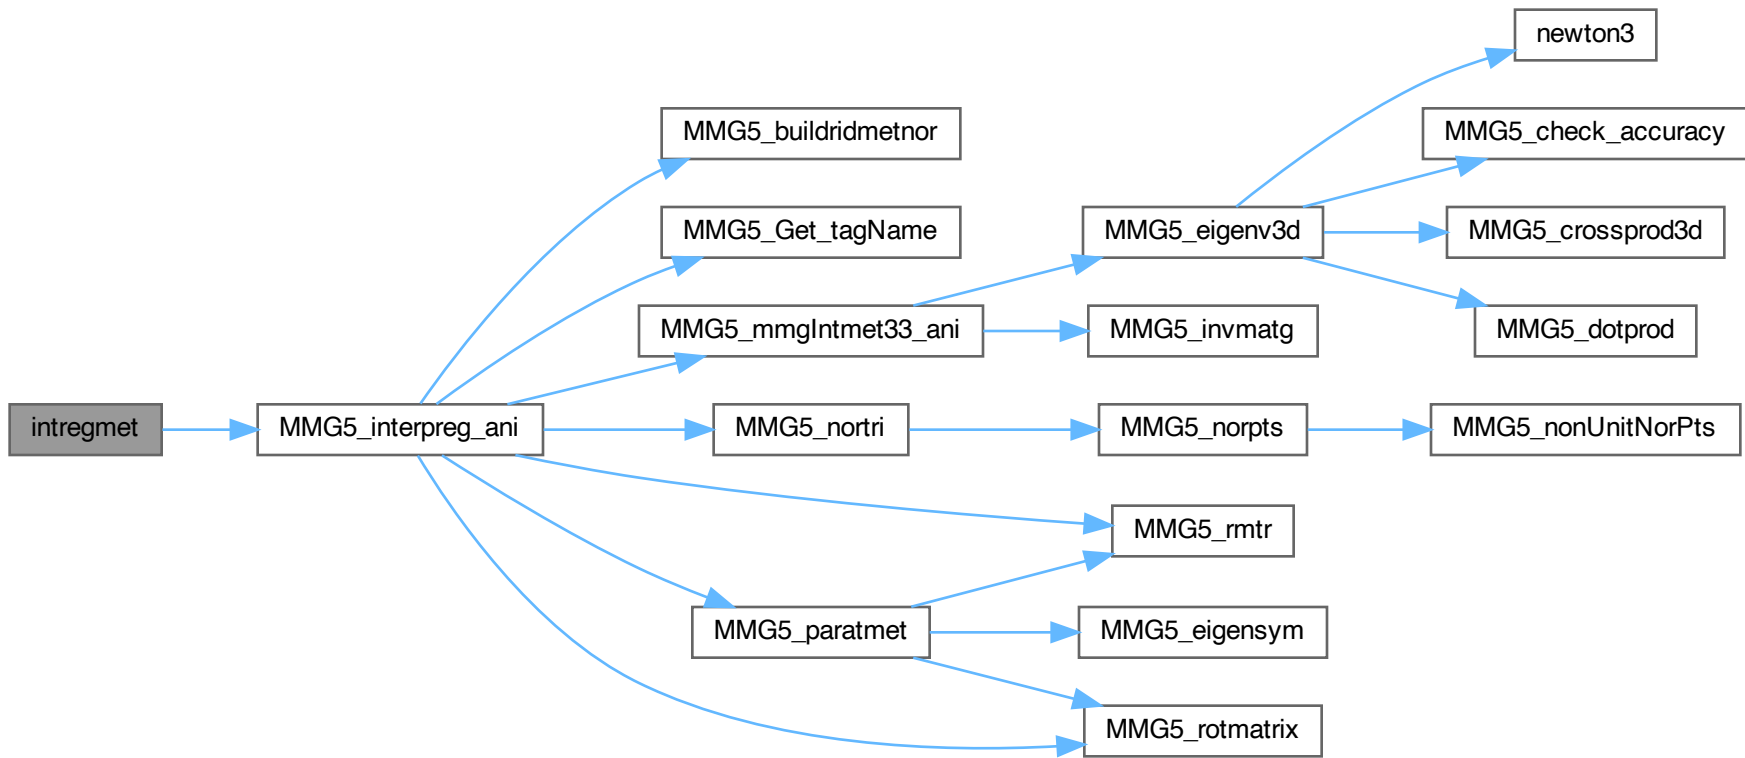 newton3
MMG5_buildridmetnor
MMG5_check_accuracy
MMG5_Get_tagName
MMG5_eigenv3d
MMG5_crossprod3d
MMG5_mmgIntmet33_ani
MMG5_invmatg
MMG5_dotprod
intregmet
MMG5_interpreg_ani
MMG5_nortri
MMG5_norpts
MMG5_nonUnitNorPts
MMG5_rmtr
MMG5_paratmet
MMG5_eigensym
MMG5_rotmatrix